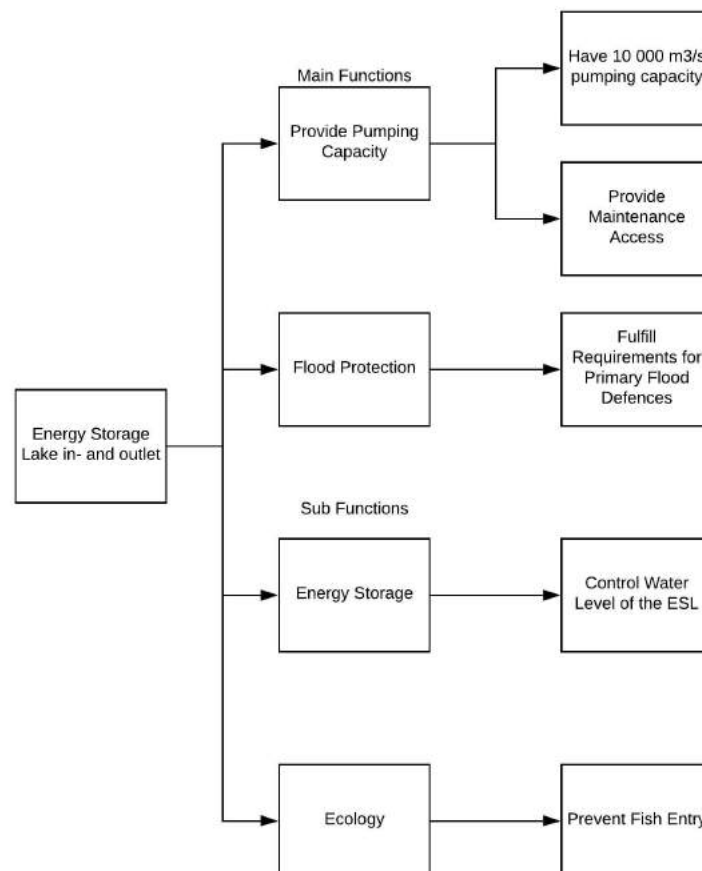 Have 10 000 m3/s
pumping capacity
Main Functions
Provide Pumping
Capacity
Provide
Maintenance
Access
Flood Protection
Fulfill
Requirements for
Primary Flood
Defences
Energy Storage
Lake in- and outlet
Sub Functions
Energy Storage
Control Water
Level of the ESL
Ecology
Prevent Fish Entry